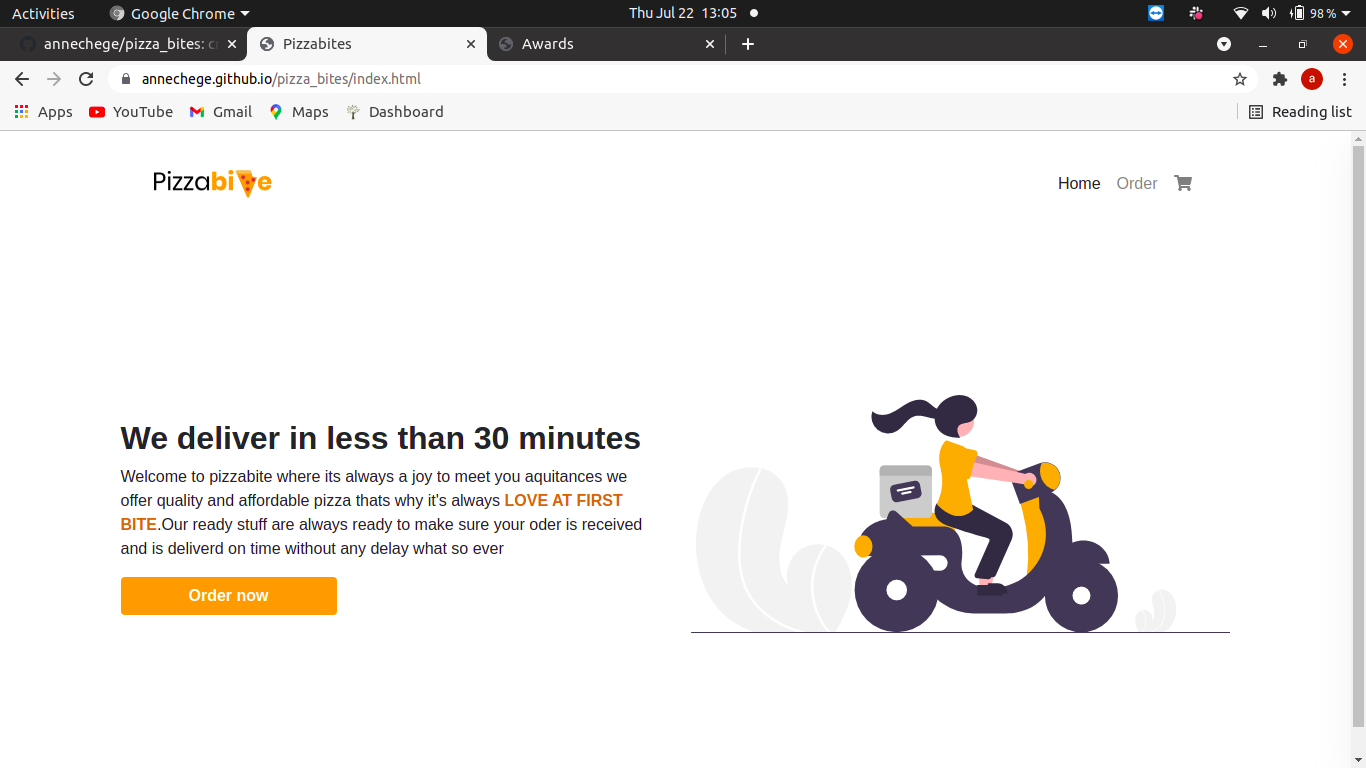 Activities Google Chrome Thu Jul 22 13:05 98 %
annechege/pizza_bites: Pizzabites Awards
annechege.github.io/pizza_bites/index.html a
Apps YouTube Gmail Maps Dashboard Reading list
Pizzabite Home Order
We deliver in less than 30 minutes
Welcome to pizzabite where its always a joy to meet you aquitances we
offer quality and affordable pizza thats why it's always LOVE AT FIRST
BITE.Our ready stuff are always ready to make sure your oder is received
and is deliverd on time without any delay what so ever
Order now